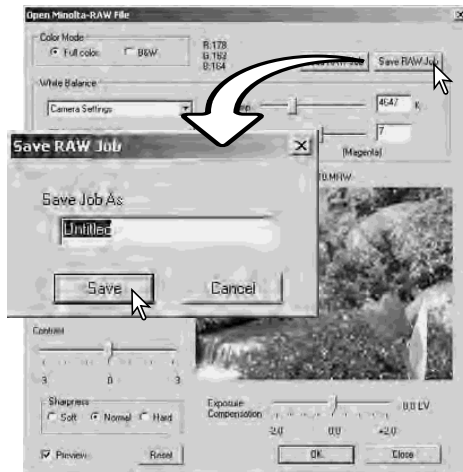 Open Minolta-RAW File
Color Mode
Full color
B&W
R:178
G:162
B:164
Save RAW Job
White Balance
Camera Settings
4647 K
7
(Magenta)
Save RAW Job
Save Job As
Untitled
Save
Cancel
Contrast
-3 0 3
Sharpness
Soft
Normal
Hard
Preview
Reset
Exposure Compensation
0.0 EV
-2.0 0.0 +2.0
OK
Close